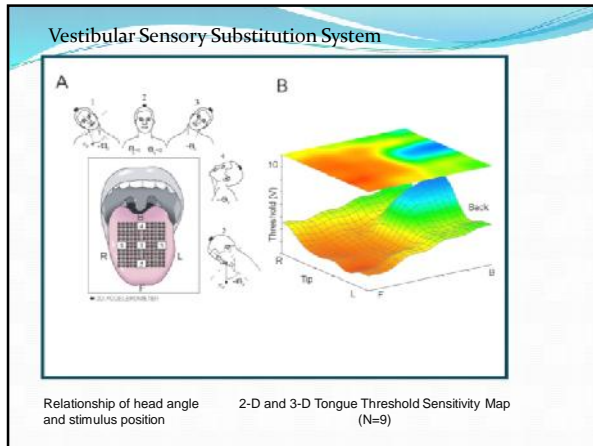 Vestibular Sensory Substitution System
A
B
1
2
3
R
L
F
Threshold [V]
10
Back
R
Tip
L
F
B
Relationship of head angle
and stimulus position
2-D and 3-D Tongue Threshold Sensitivity Map
(N=9)